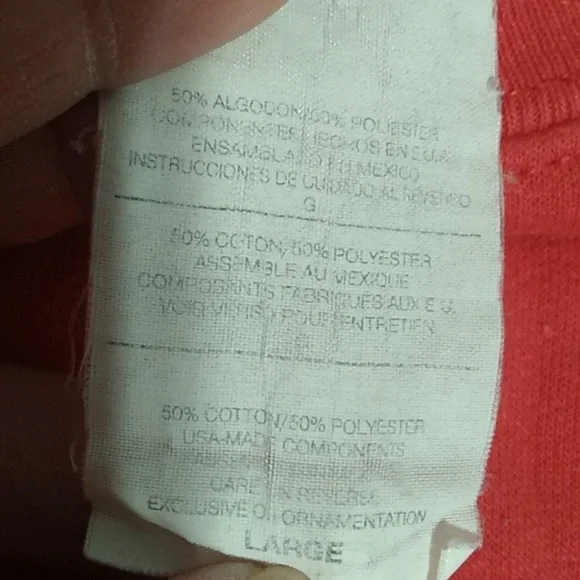 50% ALGODON/50% POLIESTER
COMPONENTES HECHOS EN E.U.A.
ENSAMBLADO EN MEXICO
INSTRUCCIONES DE CUIDADO AL REVERSO
G
50% COTON/50% POLYESTER
ASSEMBLE AU MEXIQUE
COMPOSANTS FABRIQUES AUX E.U.
VOIR VERSO POUR ENTRETIEN
50% COTTON/50% POLYESTER
USA-MADE COMPONENTS
CARE ON REVERSE
EXCLUSIVE OF ORNAMENTATION
LARGE